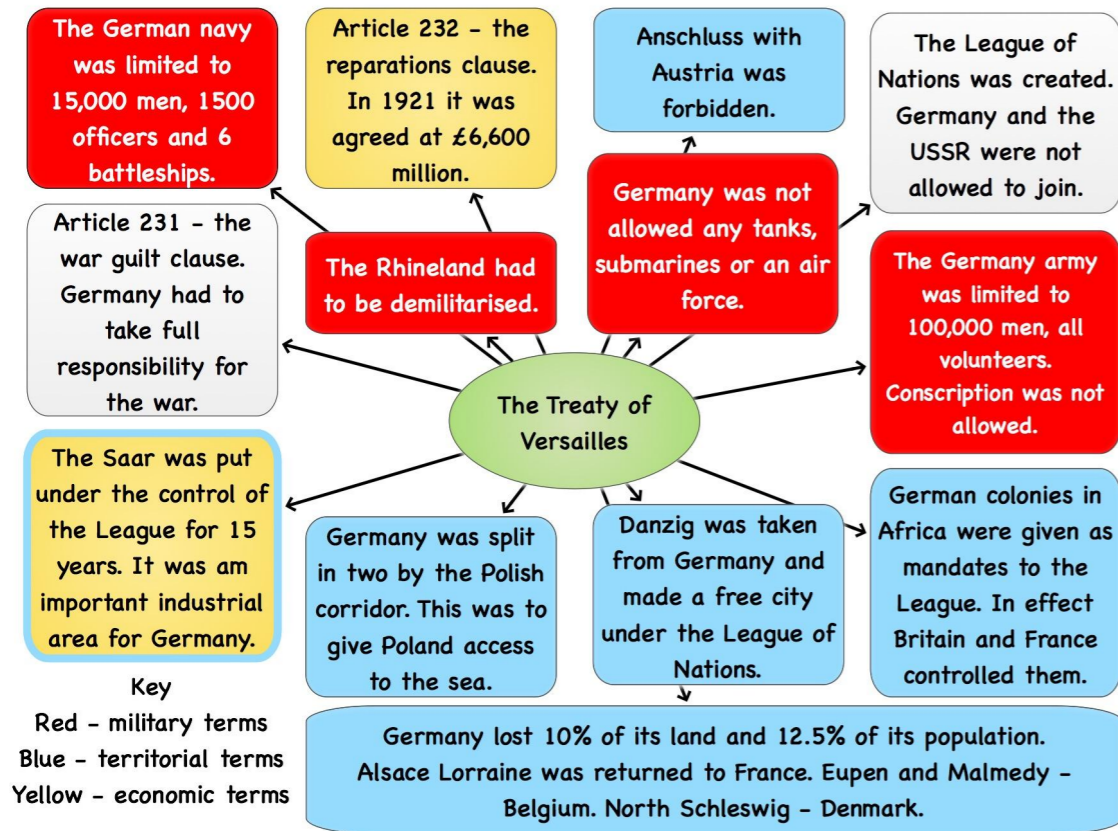 The German navy
was limited to
15,000 men, 1500
officers and 6
battleships.
Article 232 - the
reparations clause.
In 1921 it was
agreed at £6,600
million.
Anschluss with
Austria was
forbidden.
The League of
Nations was created.
Germany and the
USSR were not
allowed to join.
Article 231 - the
war guilt clause.
Germany had to
take full
responsibility for
the war.
The Rhineland had
to be demilitarised.
Germany was not
allowed any tanks,
submarines or an air
force.
The Germany army
was limited to
100,000 men, all
volunteers.
Conscription was not
allowed.
The Treaty of
Versailles
The Saar was put
under the control of
the League for 15
years. It was am
important industrial
area for Germany.
Germany was split
in two by the Polish
corridor. This was to
give Poland access
to the sea.
Danzig was taken
from Germany and
made a free city
under the League of
Nations.
German colonies in
Africa were given as
mandates to the
League. In effect
Britain and France
controlled them.
Key
Red - military terms
Blue - territorial terms
Yellow - economic terms
Germany lost 10% of its land and 12.5% of its population.
Alsace Lorraine was returned to France. Eupen and Malmedy -
Belgium. North Schleswig - Denmark.